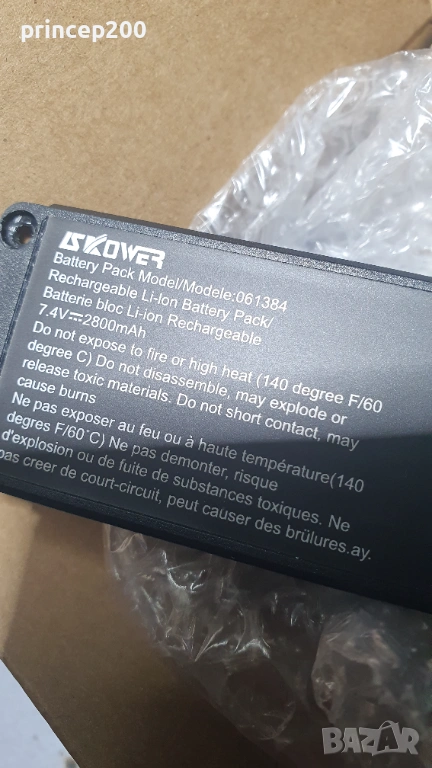 princep200
ISKOWER
Battery Pack Model/Modele:061384
Rechargeable Li-Ion Battery Pack/
Batterie bloc Li-ion Rechargeable
7.4V⎓2800mAh
Do not expose to fire or high heat (140 degree F/60
degree C) Do not disassemble, may explode or
release toxic materials. Do not short contact, may
cause burns
Ne pas exposer au feu ou à haute température(140
degres F/60˚C) Ne pas demonter, risque
d'explosion ou de fuite de substances toxiques. Ne
pas creer de court-circuit, peut causer des brûlures.ay.
BAZAR